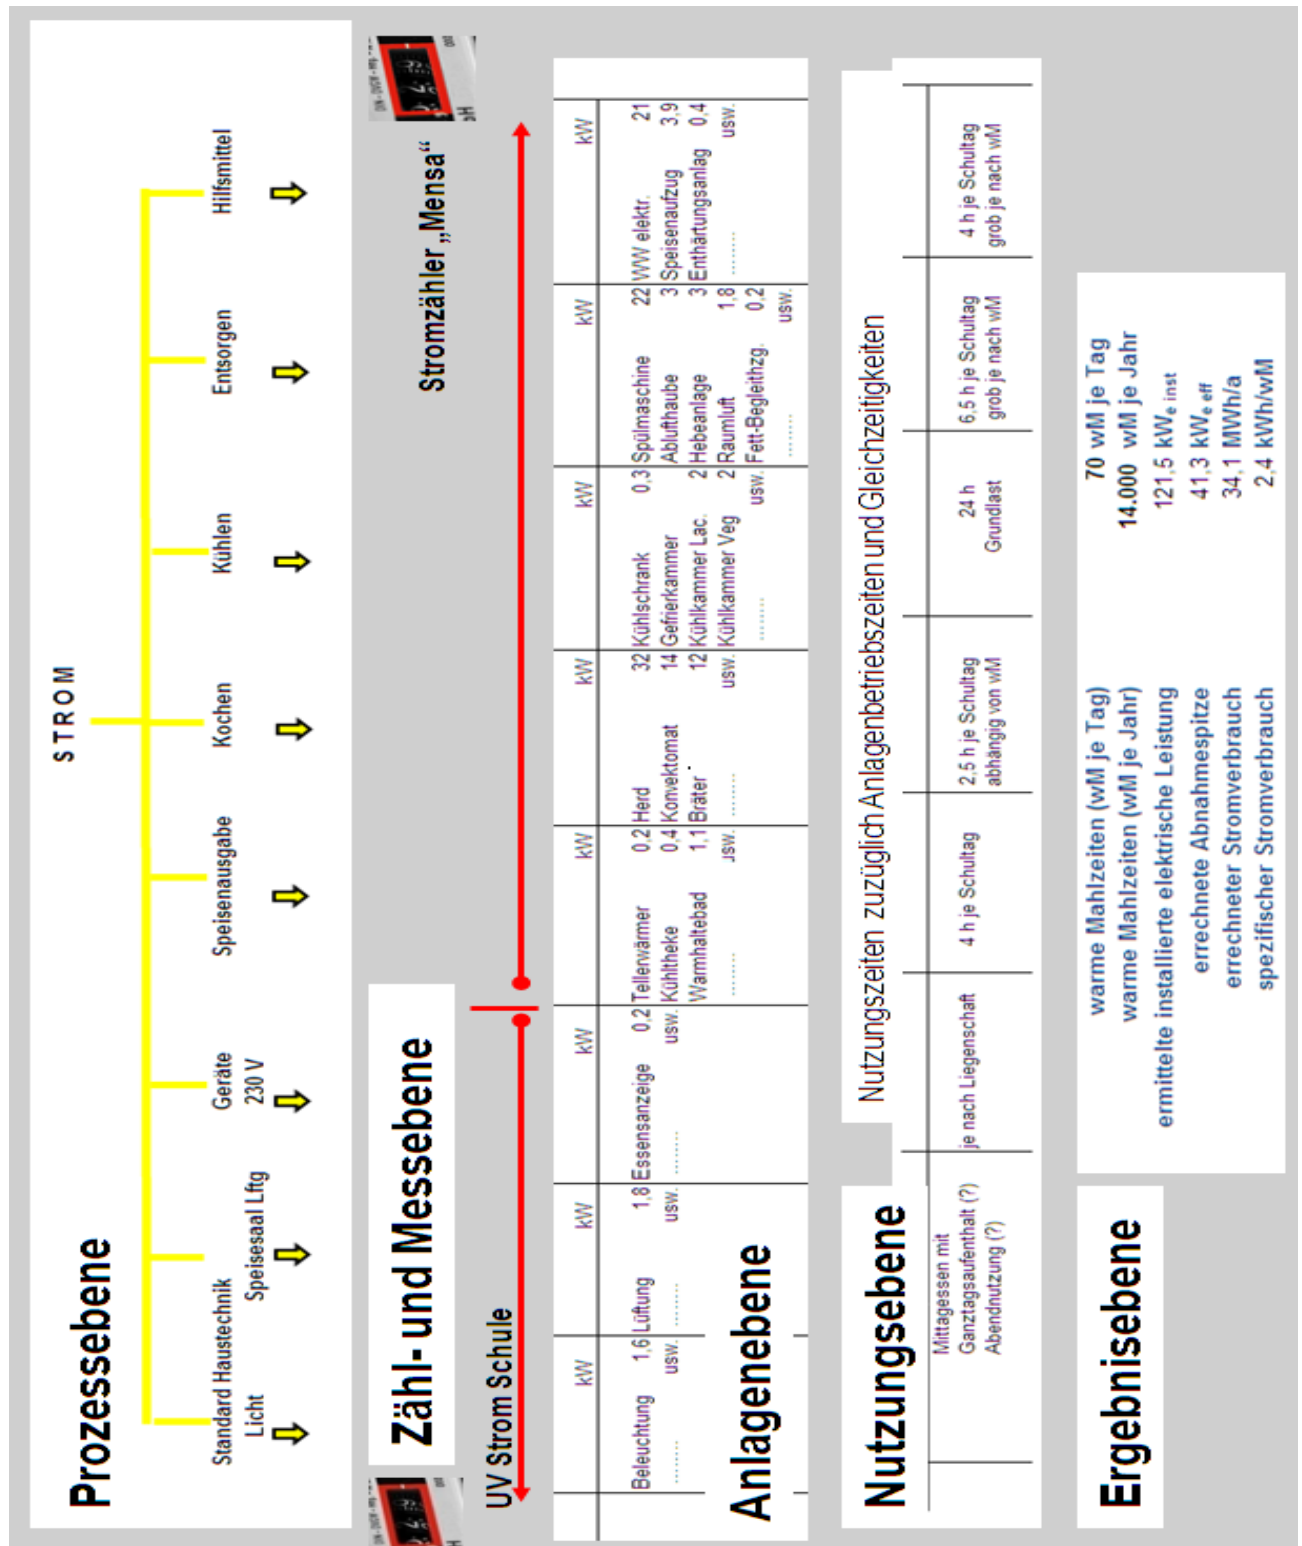 Prozessebene
STROM
Standard Haustechnik
Licht
Speisesaal Lftg
Geräte
230 V
Speisenausgabe
Kochen
Kühlen
Entsorgen
Hilfsmittel
Zähl- und Messebene
UV Strom Schule
Stromzähler „Mensa“
kW
Beleuchtung 1,6
........ usw.
kW
Lüftung 1,8
........ usw.
kW
Essensanzeige 0,2
........ usw.
kW
Tellerwärmer 0,2
Kühltheke 0,4
Warmhaltebad 1,1
........ usw.
kW
Herd 32
Konvektomat 14
Bräter 12
........ usw.
kW
Kühlschrank 0,3
Gefrierkammer
Kühlkammer Lac. 2
Kühlkammer Veg 2
........ usw.
kW
Spülmaschine 22
Ablufthaube 3
Hebeanlage 3
Raumluft 1,8
Fett-Begleithzg. 0,2
........ usw.
kW
WW elektr. 21
Speisenaufzug 3,9
Enthärtungsanlag 0,4
........ usw.
Anlagenebene
Nutzungsebene
Nutzungszeiten zuzüglich Anlagenbetriebszeiten und Gleichzeitigkeiten
Mittagessen mit
Ganztagsaufenthalt (?)
Abendnutzung (?)
je nach Liegenschaft
4 h je Schultag
2,5 h je Schultag
abhängig von wM
24 h
Grundlast
6,5 h je Schultag
grob je nach wM
4 h je Schultag
grob je nach wM
Ergebnisebene
warme Mahlzeiten (wM je Tag) 70 wM je Tag
warme Mahlzeiten (wM je Jahr) 14.000 wM je Jahr
ermittelte installierte elektrische Leistung 121,5 kWe inst
errechnete Abnahmespitze 41,3 kWe eff
errechneter Stromverbrauch 34,1 MWh/a
spezifischer Stromverbrauch 2,4 kWh/wM